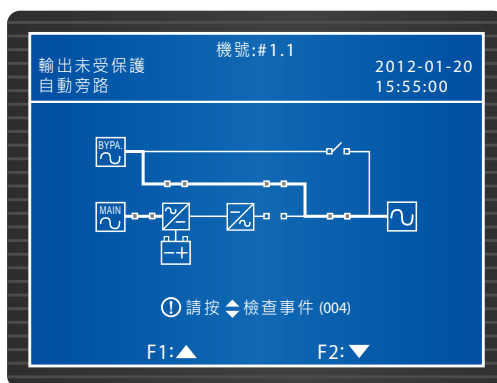 機號:#1.1
輸出未受保護
2012-01-20
自動旁路
15:55:00
BYPA.
MAIN
請按 檢查事件 (004)
F1:
F2: